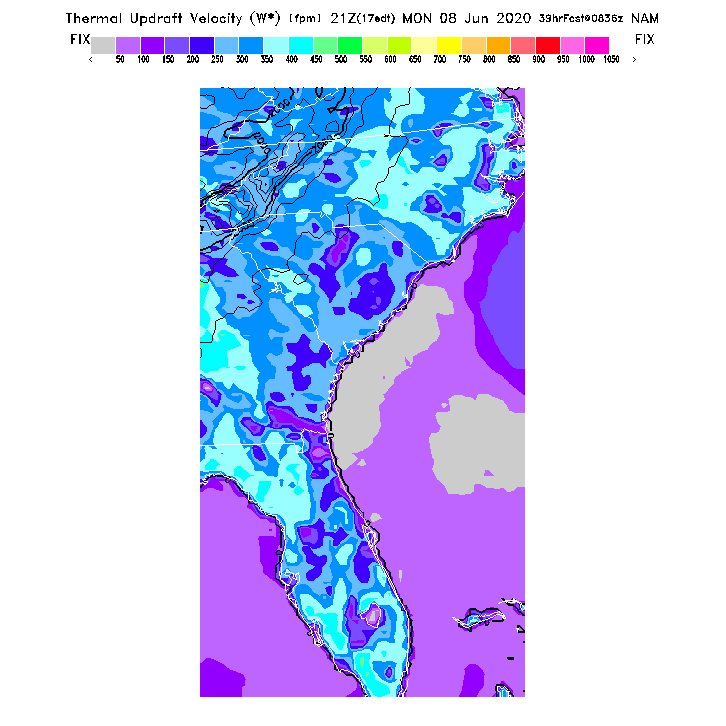 Thermal Updraft Velocity (W*) [fpm] 21Z(17edt) MON 08 Jun 2020 39hrFcst@0836z NAM
FIX FIX
< 50 100 150 200 250 300 350 400 450 500 550 600 650 700 750 800 850 900 950 1000 1050 >